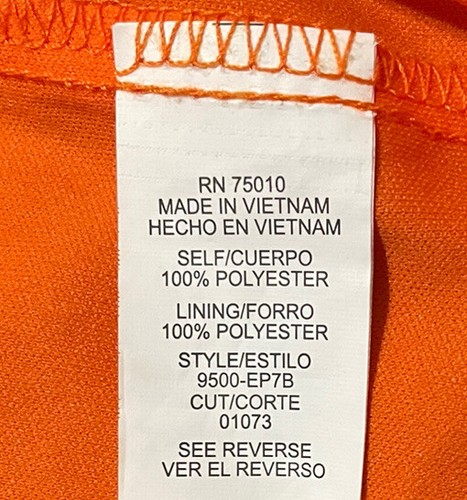 RN 75010
MADE IN VIETNAM
HECHO EN VIETNAM
SELF/CUERPO
100% POLYESTER
LINING/FORRO
100% POLYESTER
STYLE/ESTILO
9500-EP7B
CUT/CORTE
01073
SEE REVERSE
VER EL REVERSO